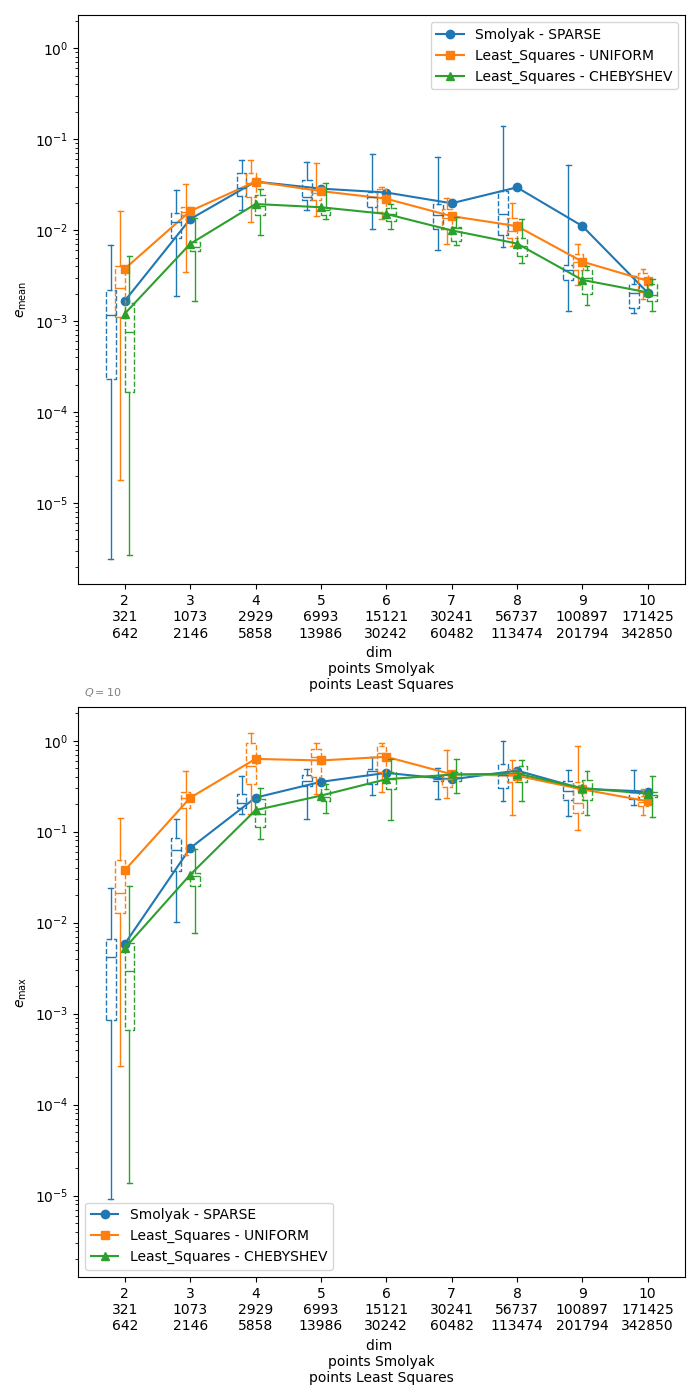 10⁰
10⁻¹
10⁻²
10⁻³
10⁻⁴
10⁻⁵
e_mean
Smolyak - SPARSE
Least_Squares - UNIFORM
Least_Squares - CHEBYSHEV
2 3 4 5 6 7 8 9 10
321 1073 2929 6993 15121 30241 56737 100897 171425
642 2146 5858 13986 30242 60482 113474 201794 342850
dim
points Smolyak
points Least Squares
Q = 10
10⁰
10⁻¹
10⁻²
10⁻³
10⁻⁴
10⁻⁵
e_max
Smolyak - SPARSE
Least_Squares - UNIFORM
Least_Squares - CHEBYSHEV
2 3 4 5 6 7 8 9 10
321 1073 2929 6993 15121 30241 56737 100897 171425
642 2146 5858 13986 30242 60482 113474 201794 342850
dim
points Smolyak
points Least Squares